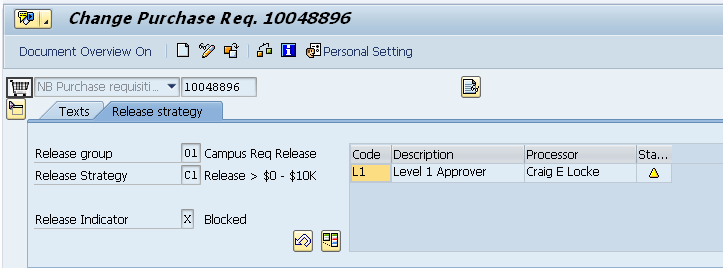 Change Purchase Req. 10048896
Document Overview On Personal Setting
NB Purchase requisiti... 10048896
Texts Release strategy
Release group 01 Campus Req Release
Release Strategy C1 Release > $0 - $10K
Release Indicator X Blocked
Code Description Processor Sta...
L1 Level 1 Approver Craig E Locke